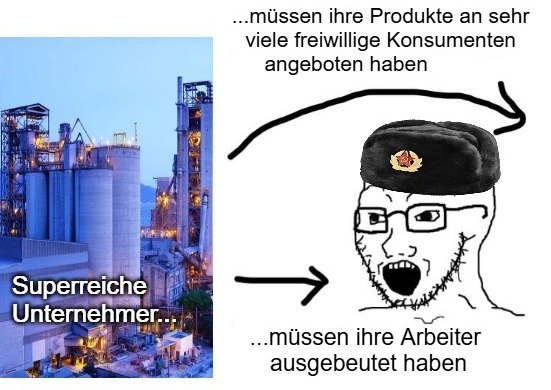 ...müssen ihre Produkte an sehr
viele freiwillige Konsumenten
angeboten haben
Superreiche
Unternehmer...
...müssen ihre Arbeiter
ausgebeutet haben